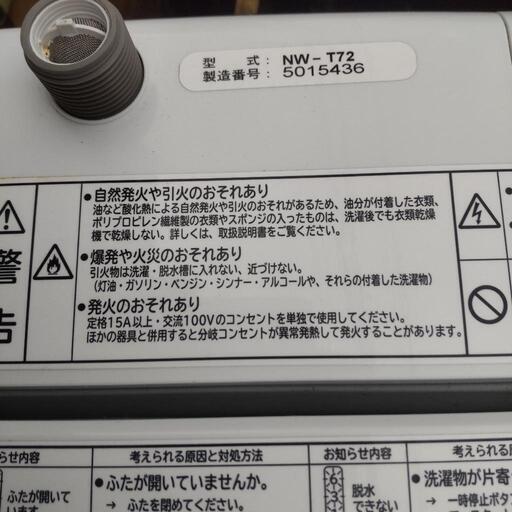 型 式 : NW-T72
製造番号 : 5015436
警告
●自然発火や引火のおそれあり
油など酸化熱による自然発火や引火のおそれがあるため、油分が付着した衣類、
ポリプロピレン繊維製の衣類やスポンジの入ったものは、洗濯後でも衣類乾燥
機で乾燥しない。詳しくは、取扱説明書をご覧ください。
●爆発や火災のおそれあり
引火物は洗濯・脱水槽に入れない、近づけない。
(灯油・ガソリン・ベンジン・シンナー・アルコールや、それらの付着した洗濯物)
●発火のおそれあり
定格15A以上・交流100Vのコンセントを単独で使用してください。
ほかの器具と併用すると分岐コンセントが異常発熱して発火することがあります。
らせ内容 考えられる原因と対処方法 お知らせ内容 考えられる原
ふたが開いて
います
●ふたが開いていませんか。
→ ふたを閉めてください。
脱水
できない
●洗濯物が片寄
→ 一時停止ボタ